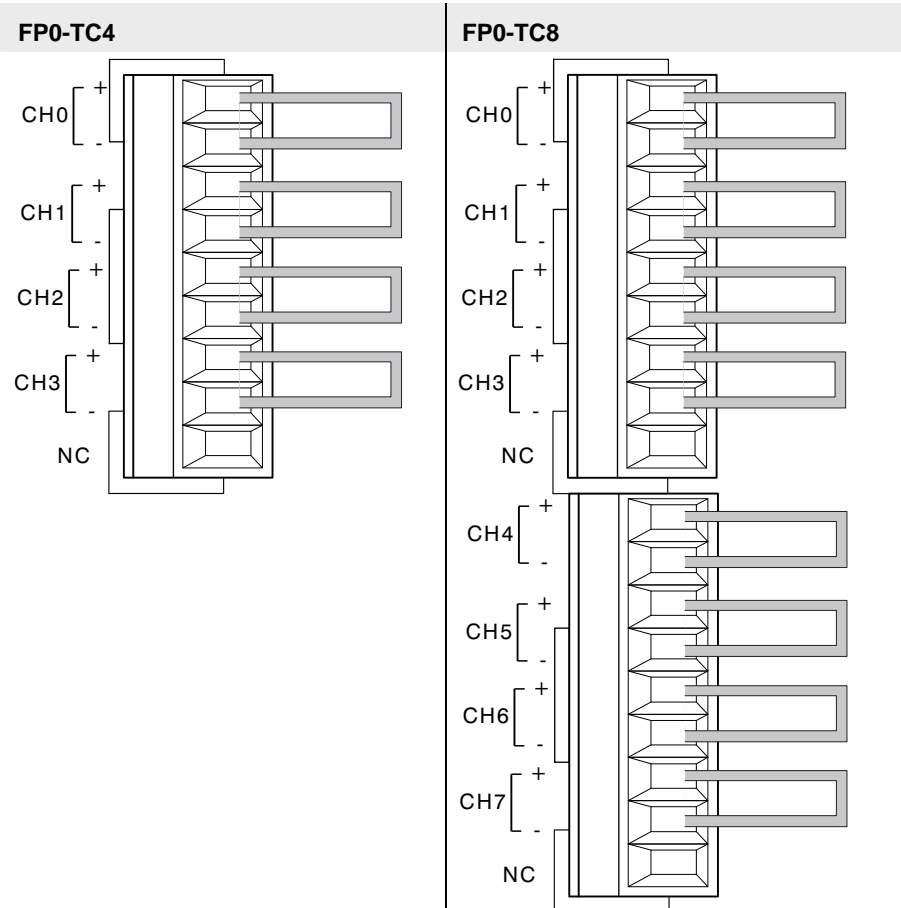 FP0-TC4
+
CH0
-
+
CH1
-
+
CH2
-
+
CH3
-
NC
FP0-TC8
+
CH0
-
+
CH1
-
+
CH2
-
+
CH3
-
NC
+
CH4
-
+
CH5
-
+
CH6
-
+
CH7
-
NC